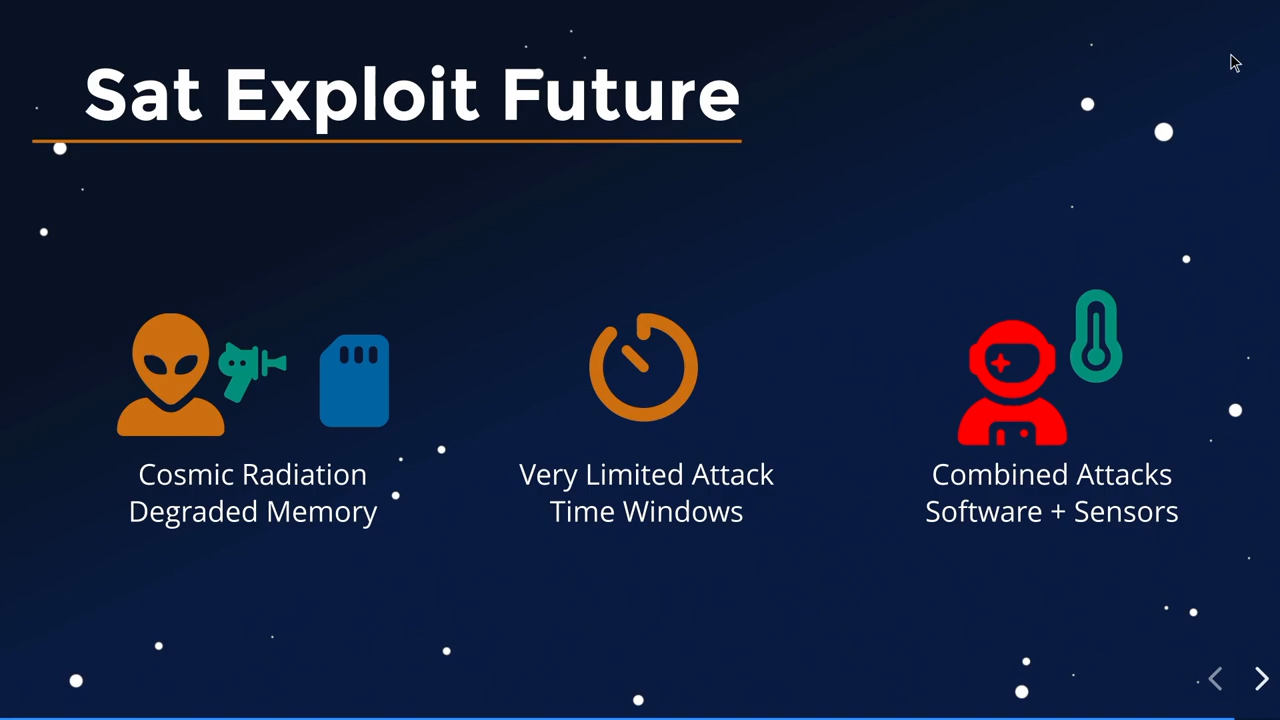 Sat Exploit Future
Cosmic Radiation
Degraded Memory
Very Limited Attack
Time Windows
Combined Attacks
Software + Sensors